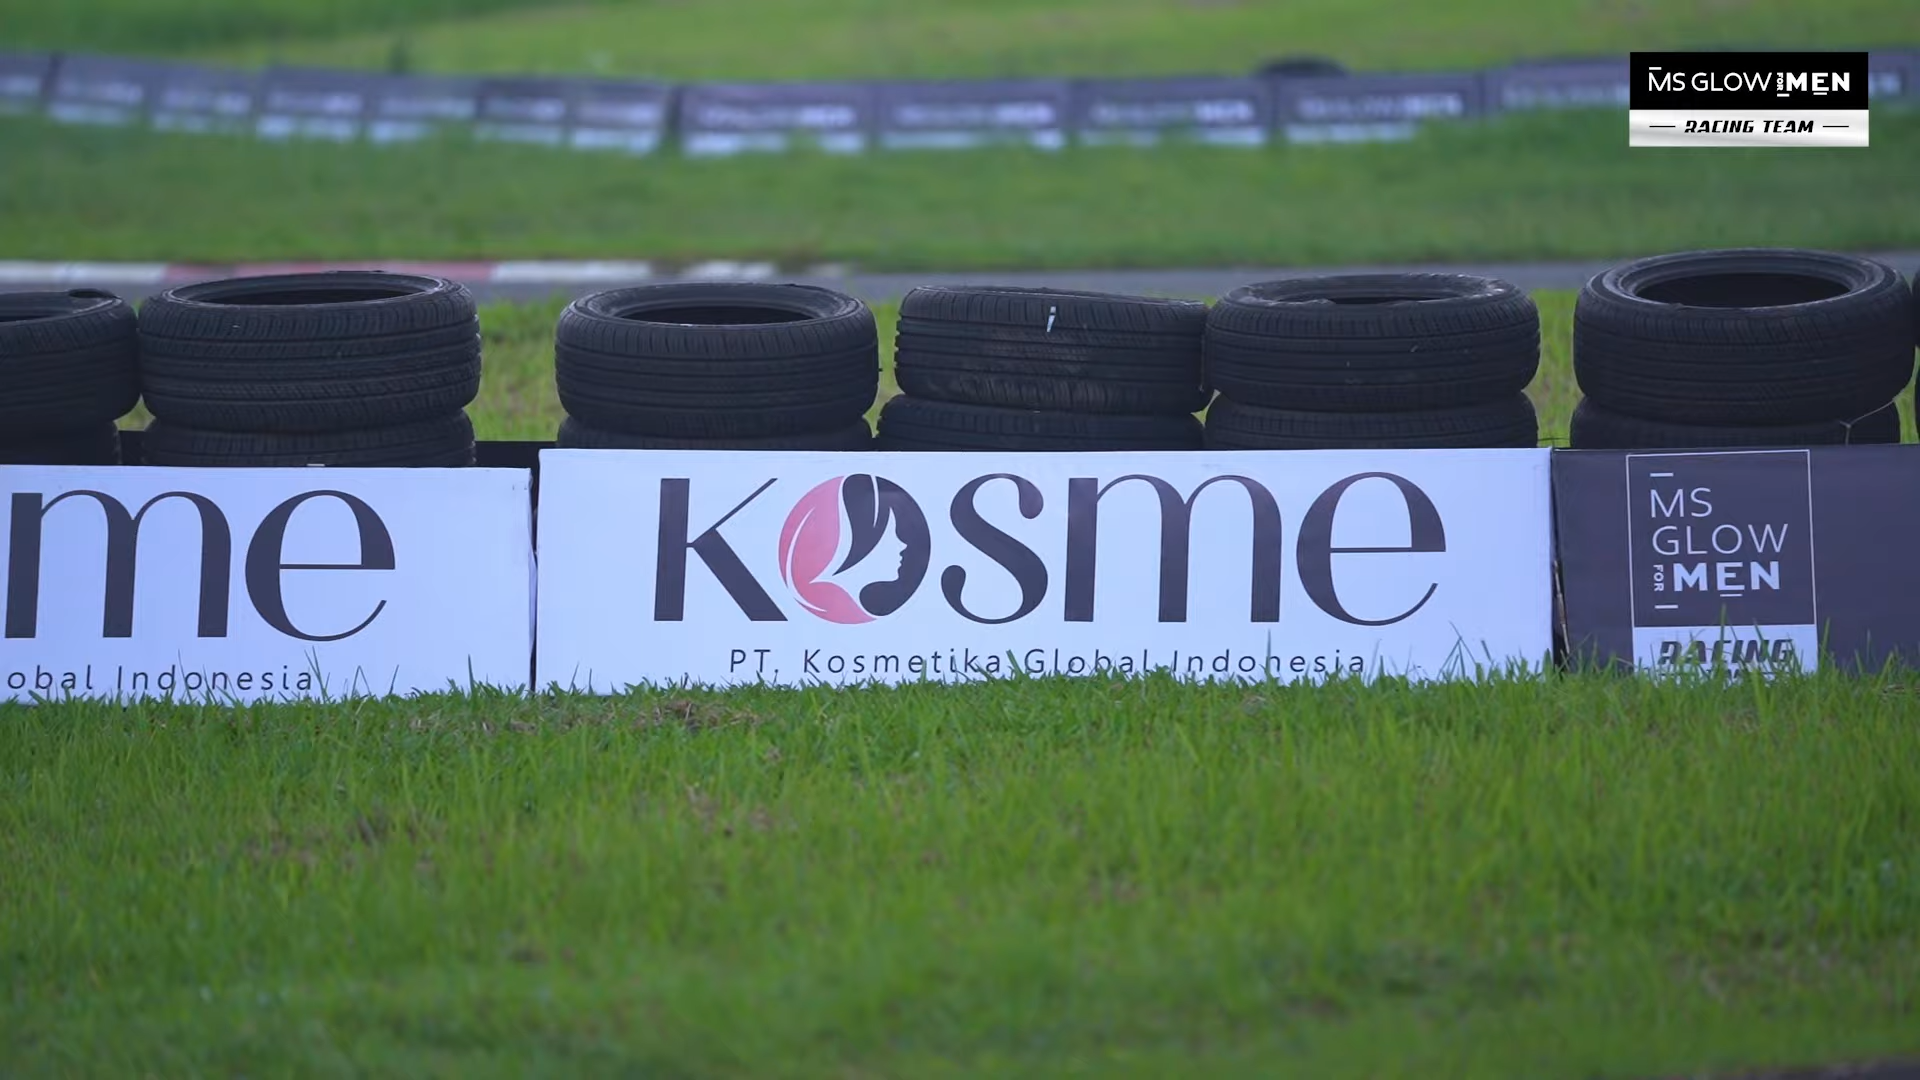 MS GLOW FOR MEN
RACING TEAM
me
obal Indonesia
Kosme
PT. Kosmetika Global Indonesia
MS
GLOW
FOR MEN
RACING